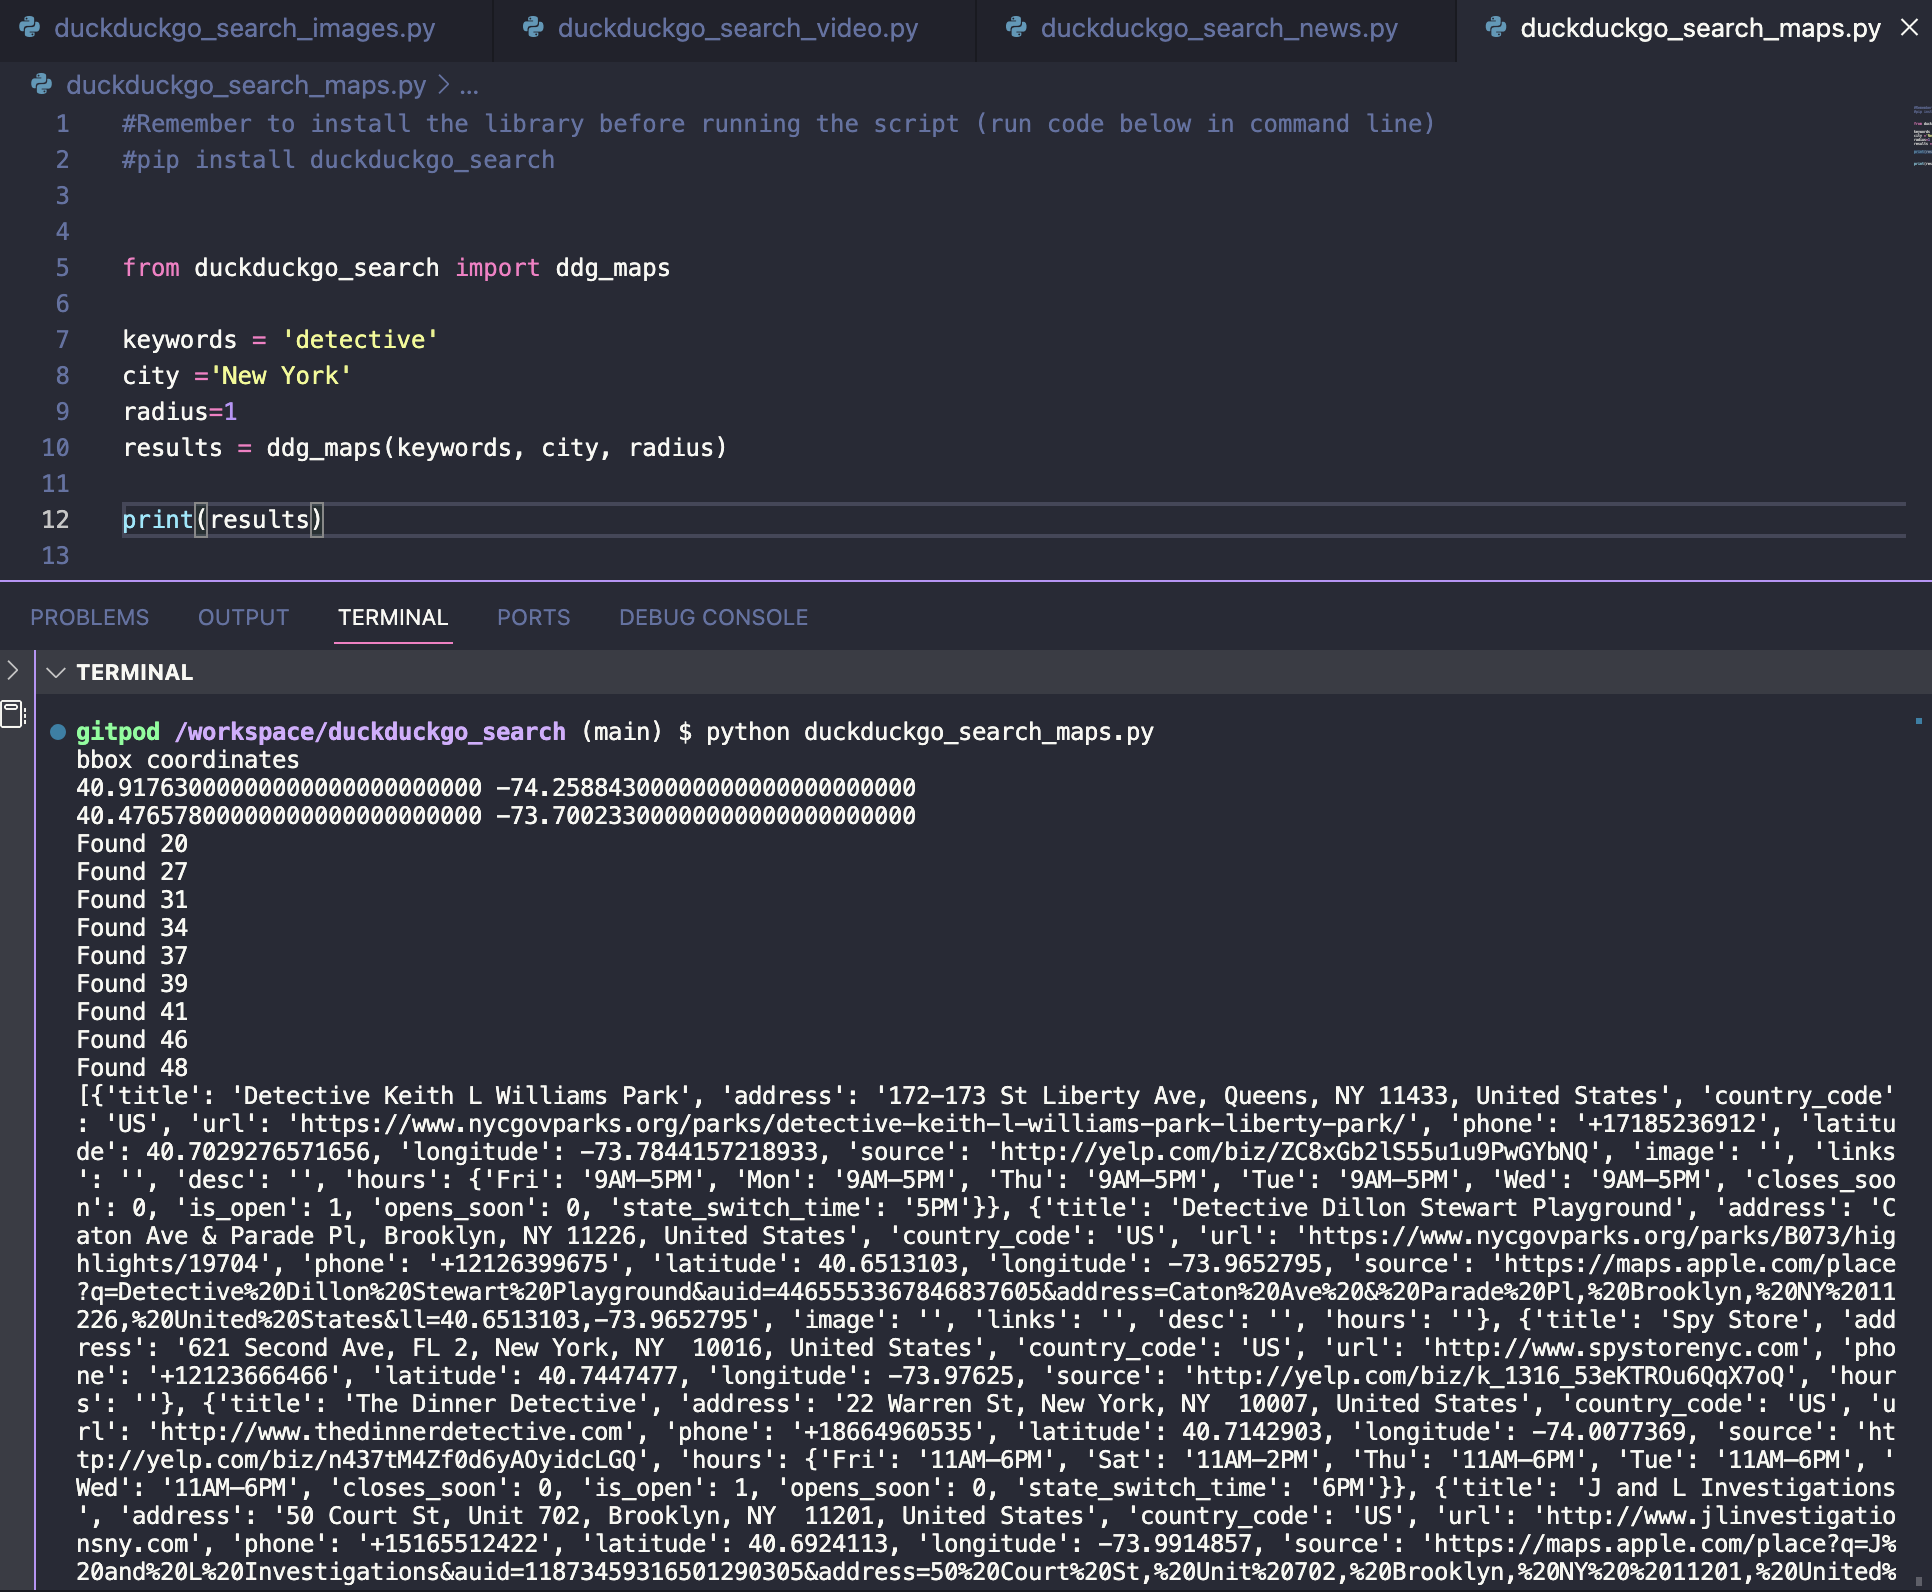 duckduckgo_search_images.py duckduckgo_search_video.py duckduckgo_search_news.py duckduckgo_search_maps.py
duckduckgo_search_maps.py > ...
1 #Remember to install the library before running the script (run code below in command line)
2 #pip install duckduckgo_search
3
4
5 from duckduckgo_search import ddg_maps
6
7 keywords = 'detective'
8 city ='New York'
9 radius=1
10 results = ddg_maps(keywords, city, radius)
11
12 print(results)
13
PROBLEMS OUTPUT TERMINAL PORTS DEBUG CONSOLE
TERMINAL
gitpod /workspace/duckduckgo_search (main) $ python duckduckgo_search_maps.py
bbox coordinates
40.91763000000000000000000000 -74.25884300000000000000000000
40.47657800000000000000000000 -73.70023300000000000000000000
Found 20
Found 27
Found 31
Found 34
Found 37
Found 39
Found 41
Found 46
Found 48
[{'title': 'Detective Keith L Williams Park', 'address': '172–173 St Liberty Ave, Queens, NY 11433, United States', 'country_code'
: 'US', 'url': 'https://www.nycgovparks.org/parks/detective-keith-l-williams-park-liberty-park/', 'phone': '+17185236912', 'latitu
de': 40.7029276571656, 'longitude': -73.7844157218933, 'source': 'http://yelp.com/biz/ZC8xGb2lS55u1u9PwGYbNQ', 'image': '', 'links
': '', 'desc': '', 'hours': {'Fri': '9AM–5PM', 'Mon': '9AM–5PM', 'Thu': '9AM–5PM', 'Tue': '9AM–5PM', 'Wed': '9AM–5PM', 'closes_soo
n': 0, 'is_open': 1, 'opens_soon': 0, 'state_switch_time': '5PM'}}, {'title': 'Detective Dillon Stewart Playground', 'address': 'C
aton Ave & Parade Pl, Brooklyn, NY 11226, United States', 'country_code': 'US', 'url': 'https://www.nycgovparks.org/parks/B073/hig
hlights/19704', 'phone': '+12126399675', 'latitude': 40.6513103, 'longitude': -73.9652795, 'source': 'https://maps.apple.com/place
?q=Detective%20Dillon%20Stewart%20Playground&auid=4465553367846837605&address=Caton%20Ave%20&%20Parade%20Pl,%20Brooklyn,%20NY%2011
226,%20United%20States&ll=40.6513103,-73.9652795', 'image': '', 'links': '', 'desc': '', 'hours': ''}, {'title': 'Spy Store', 'add
ress': '621 Second Ave, FL 2, New York, NY  10016, United States', 'country_code': 'US', 'url': 'http://www.spystorenyc.com', 'pho
ne': '+12123666466', 'latitude': 40.7447477, 'longitude': -73.97625, 'source': 'http://yelp.com/biz/k_1316_53eKTROu6QqX7oQ', 'hour
s': ''}, {'title': 'The Dinner Detective', 'address': '22 Warren St, New York, NY  10007, United States', 'country_code': 'US', 'u
rl': 'http://www.thedinnerdetective.com', 'phone': '+18664960535', 'latitude': 40.7142903, 'longitude': -74.0077369, 'source': 'ht
tp://yelp.com/biz/n437tM4Zf0d6yAOyidcLGQ', 'hours': {'Fri': '11AM–6PM', 'Sat': '11AM–2PM', 'Thu': '11AM–6PM', 'Tue': '11AM–6PM', '
Wed': '11AM–6PM', 'closes_soon': 0, 'is_open': 1, 'opens_soon': 0, 'state_switch_time': '6PM'}}, {'title': 'J and L Investigations
', 'address': '50 Court St, Unit 702, Brooklyn, NY  11201, United States', 'country_code': 'US', 'url': 'http://www.jlinvestigatio
nsny.com', 'phone': '+15165512422', 'latitude': 40.6924113, 'longitude': -73.9914857, 'source': 'https://maps.apple.com/place?q=J%
20and%20L%20Investigations&auid=11873459316501290305&address=50%20Court%20St,%20Unit%20702,%20Brooklyn,%20NY%20%2011201,%20United%